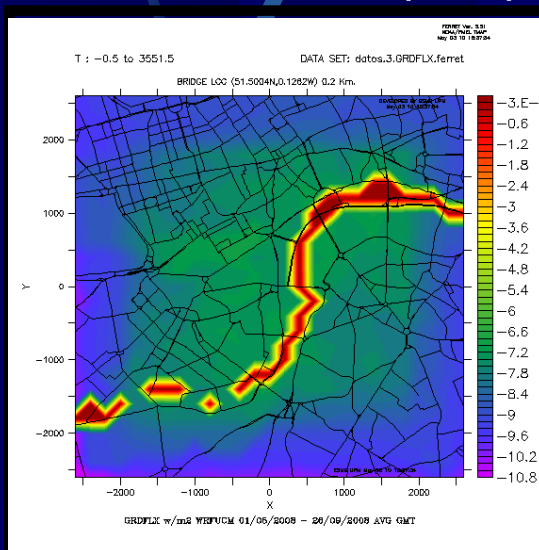 FERRET Ver. 5.51
NOAA/PMEL TMAP
May 03 10 18:37:34
T : -0.5 to 3551.5 DATA SET: datos.3.GRDFLX.ferret
BRIDGE LOC (51.5004N,0.1262W) 0.2 Km.
2000
1000
0
-1000
-2000
Y
-2000 -1000 0 1000 2000
X
-3.E-
-0.6
-1.2
-1.8
-2.4
-3
-3.6
-4.2
-4.8
-5.4
-6
-6.6
-7.2
-7.8
-8.4
-9
-9.6
-10.2
-10.8
GRDFLX w/m2 WRFUCM 01/05/2008 - 26/09/2008 AVG GMT